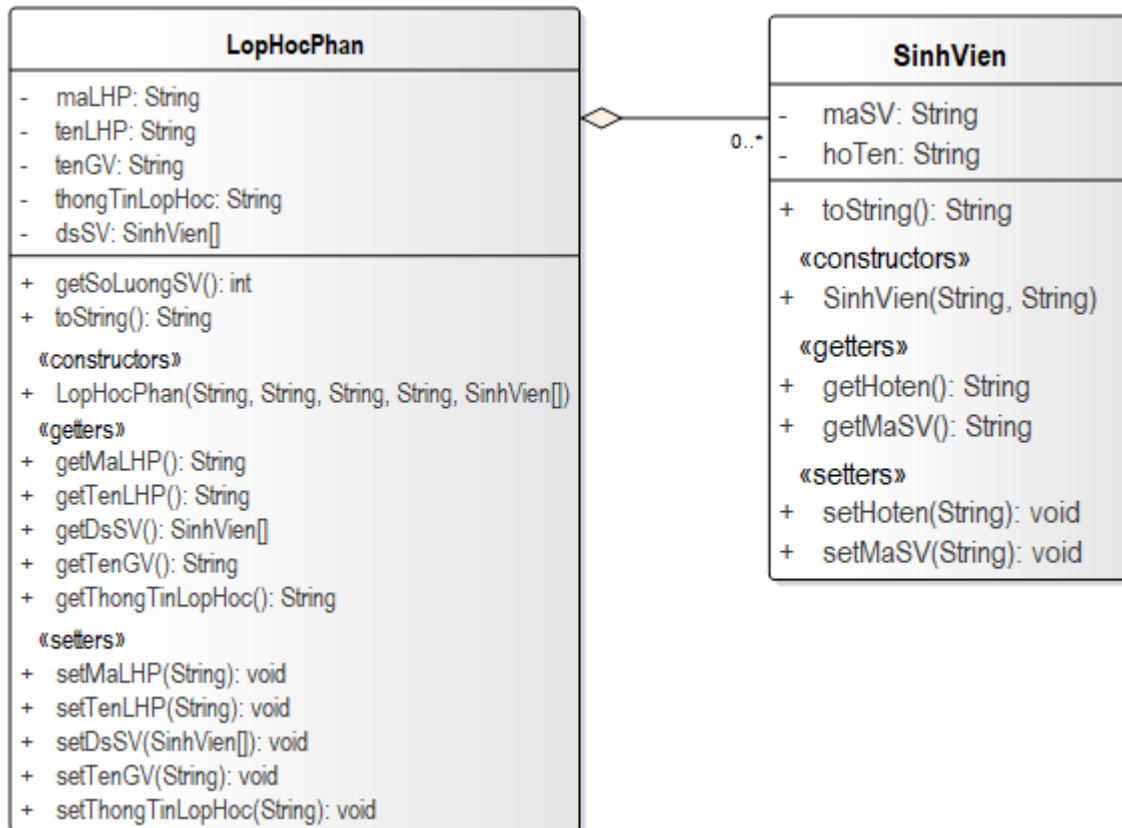 LopHocPhan
- maLHP: String
- tenLHP: String
- tenGV: String
- thongTinLopHoc: String
- dsSV: SinhVien[]
+ getSoLuongSV(): int
+ toString(): String
«constructors»
+ LopHocPhan(String, String, String, String, SinhVien[])
«getters»
+ getMaLHP(): String
+ getTenLHP(): String
+ getDsSV(): SinhVien[]
+ getTenGV(): String
+ getThongTinLopHoc(): String
«setters»
+ setMaLHP(String): void
+ setTenLHP(String): void
+ setDsSV(SinhVien[]): void
+ setTenGV(String): void
+ setThongTinLopHoc(String): void
0..*
SinhVien
- maSV: String
- hoTen: String
+ toString(): String
«constructors»
+ SinhVien(String, String)
«getters»
+ getHoten(): String
+ getMaSV(): String
«setters»
+ setHoten(String): void
+ setMaSV(String): void